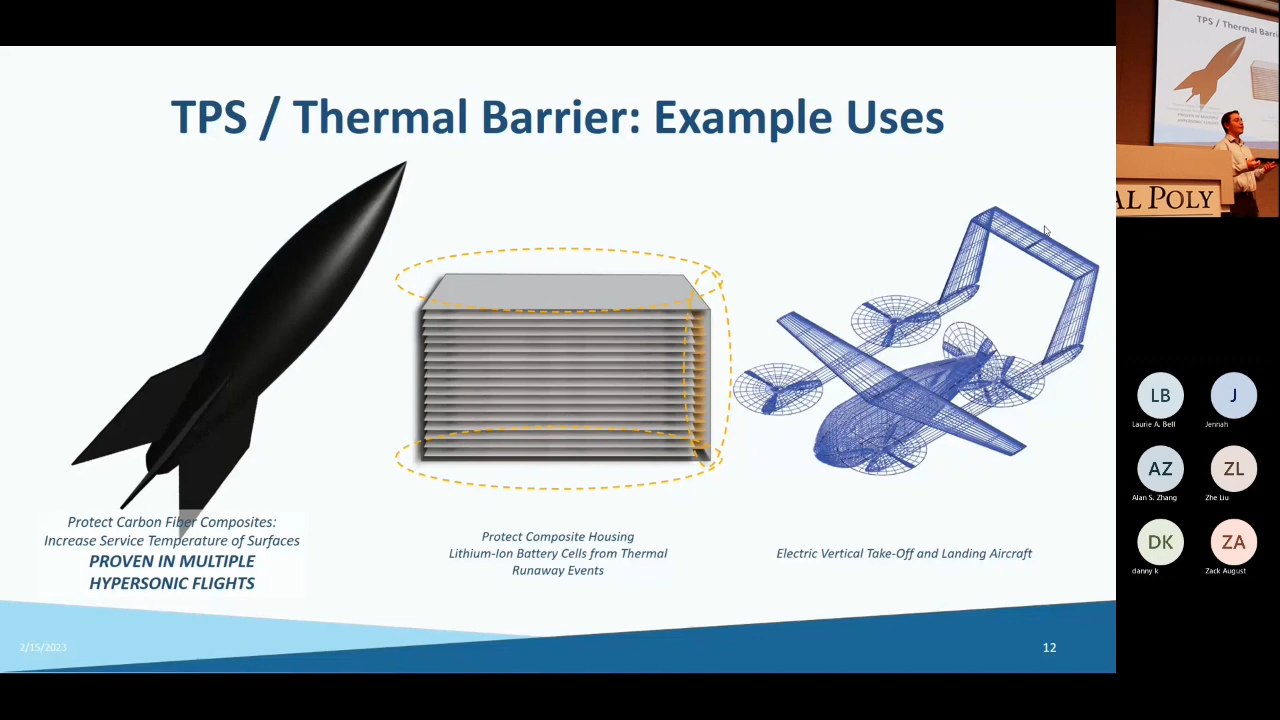 TPS / Thermal Barrier: Example Uses
Protect Carbon Fiber Composites:
Increase Service Temperature of Surfaces
PROVEN IN MULTIPLE
HYPERSONIC FLIGHTS
Protect Composite Housing
Lithium-Ion Battery Cells from Thermal
Runaway Events
Electric Vertical Take-Off and Landing Aircraft
2/15/2023
12
TPS / Thermal Barri
AL POLY
LB
Laurie A. Bell
J
Jennah
AZ
Alan S. Zhang
ZL
Zhe Liu
DK
danny k
ZA
Zack August